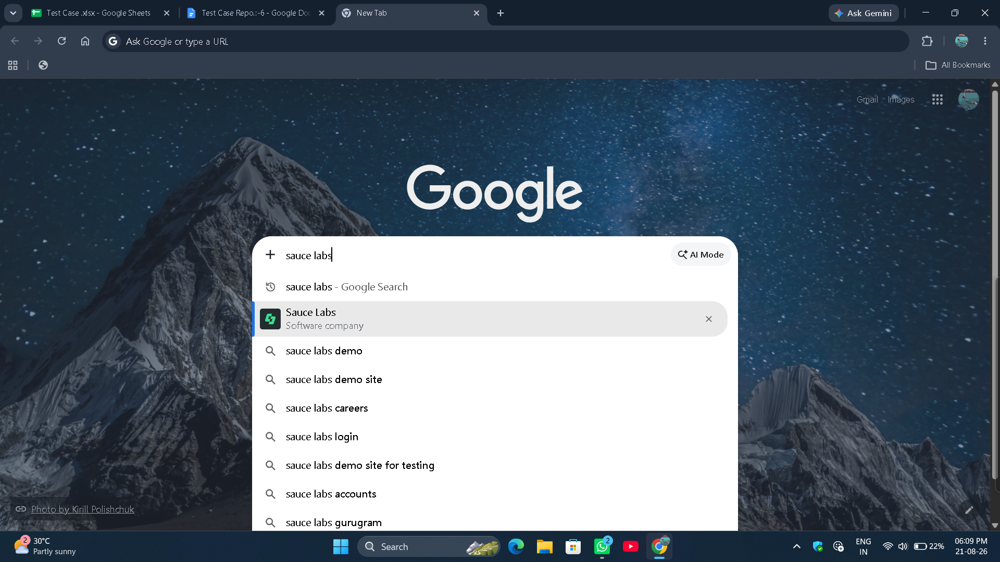 Test Case .xlsx - Google Sheets
Test Case Repo.:-6 - Google Do
New Tab
Ask Gemini
Ask Google or type a URL
All Bookmarks
Gmail
Images
Google
sauce labs
AI Mode
sauce labs - Google Search
Sauce Labs
Software company
sauce labs demo
sauce labs demo site
sauce labs careers
sauce labs login
sauce labs demo site for testing
sauce labs accounts
sauce labs gurugram
Photo by Kirill Polishchuk
2
30°C
Partly sunny
Search
2
ENG
IN
22%
06:09 PM
21-08-26